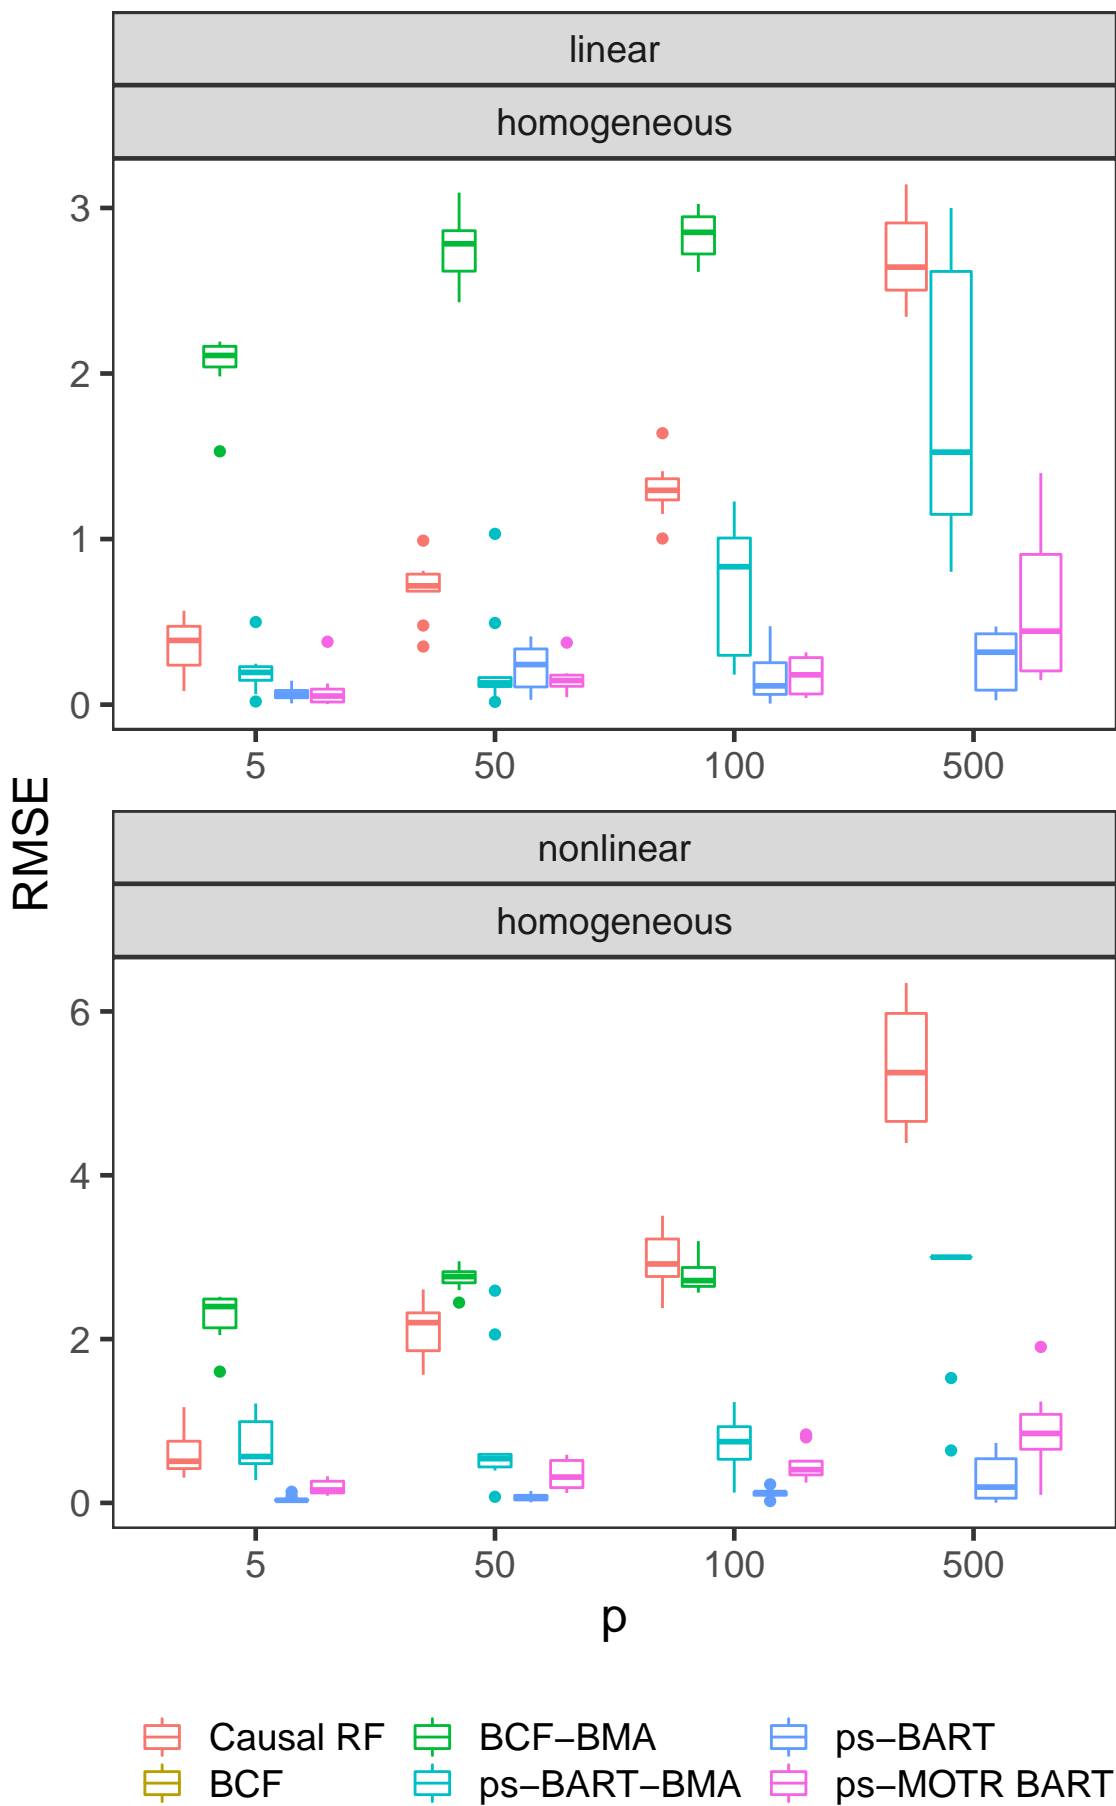 linear
homogeneous
3
2
1
0
5 50 100 500
RMSE
nonlinear
homogeneous
6
4
2
0
5 50 100 500
p
Causal RF BCF−BMA ps−BART
BCF ps−BART−BMA ps−MOTR BART